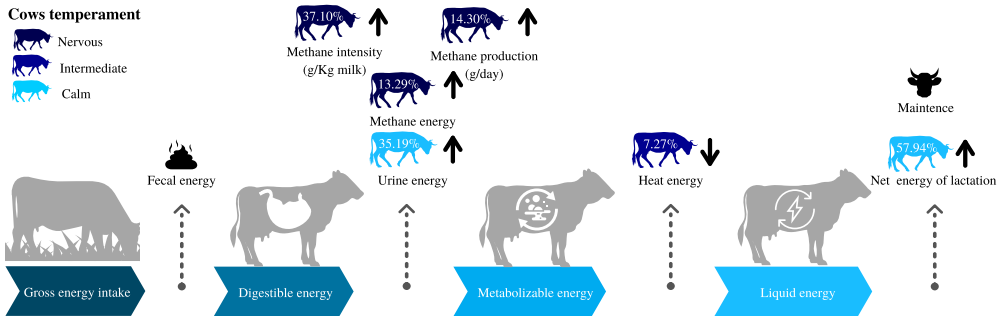 Cows temperament
Nervous
Intermediate
Calm
37.10%
Methane intensity
(g/Kg milk)
14.30%
Methane production
(g/day)
13.29%
Methane energy
35.19%
Urine energy
Fecal energy
7.27%
Heat energy
Maintence
57.94%
Net energy of lactation
Gross energy intake
Digestible energy
Metabolizable energy
Liquid energy